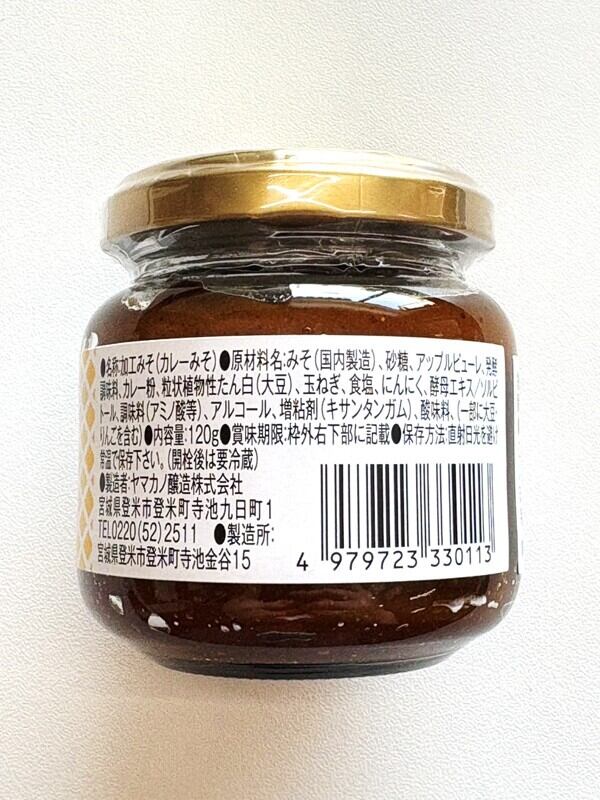 ●名称:加工みそ(カレーみそ)●原材料名:みそ(国内製造)、砂糖、アップルピューレ、発酵
調味料、カレー粉、粒状植物性たん白(大豆)、玉ねぎ、食塩、にんにく、酵母エキス/ソルビ
トール、調味料(アミノ酸等)、アルコール、増粘剤(キサンタンガム)、酸味料、(一部に大豆・
りんごを含む)●内容量:120g●賞味期限:枠外右下部に記載●保存方法:直射日光を避け
常温で保存下さい。(開栓後は要冷蔵)
●製造者:ヤマカノ醸造株式会社
宮城県登米市登米町寺池九日町1
TEL0220(52)2511 ●製造所:
宮城県登米市登米町寺池金谷15
4 979723 330113